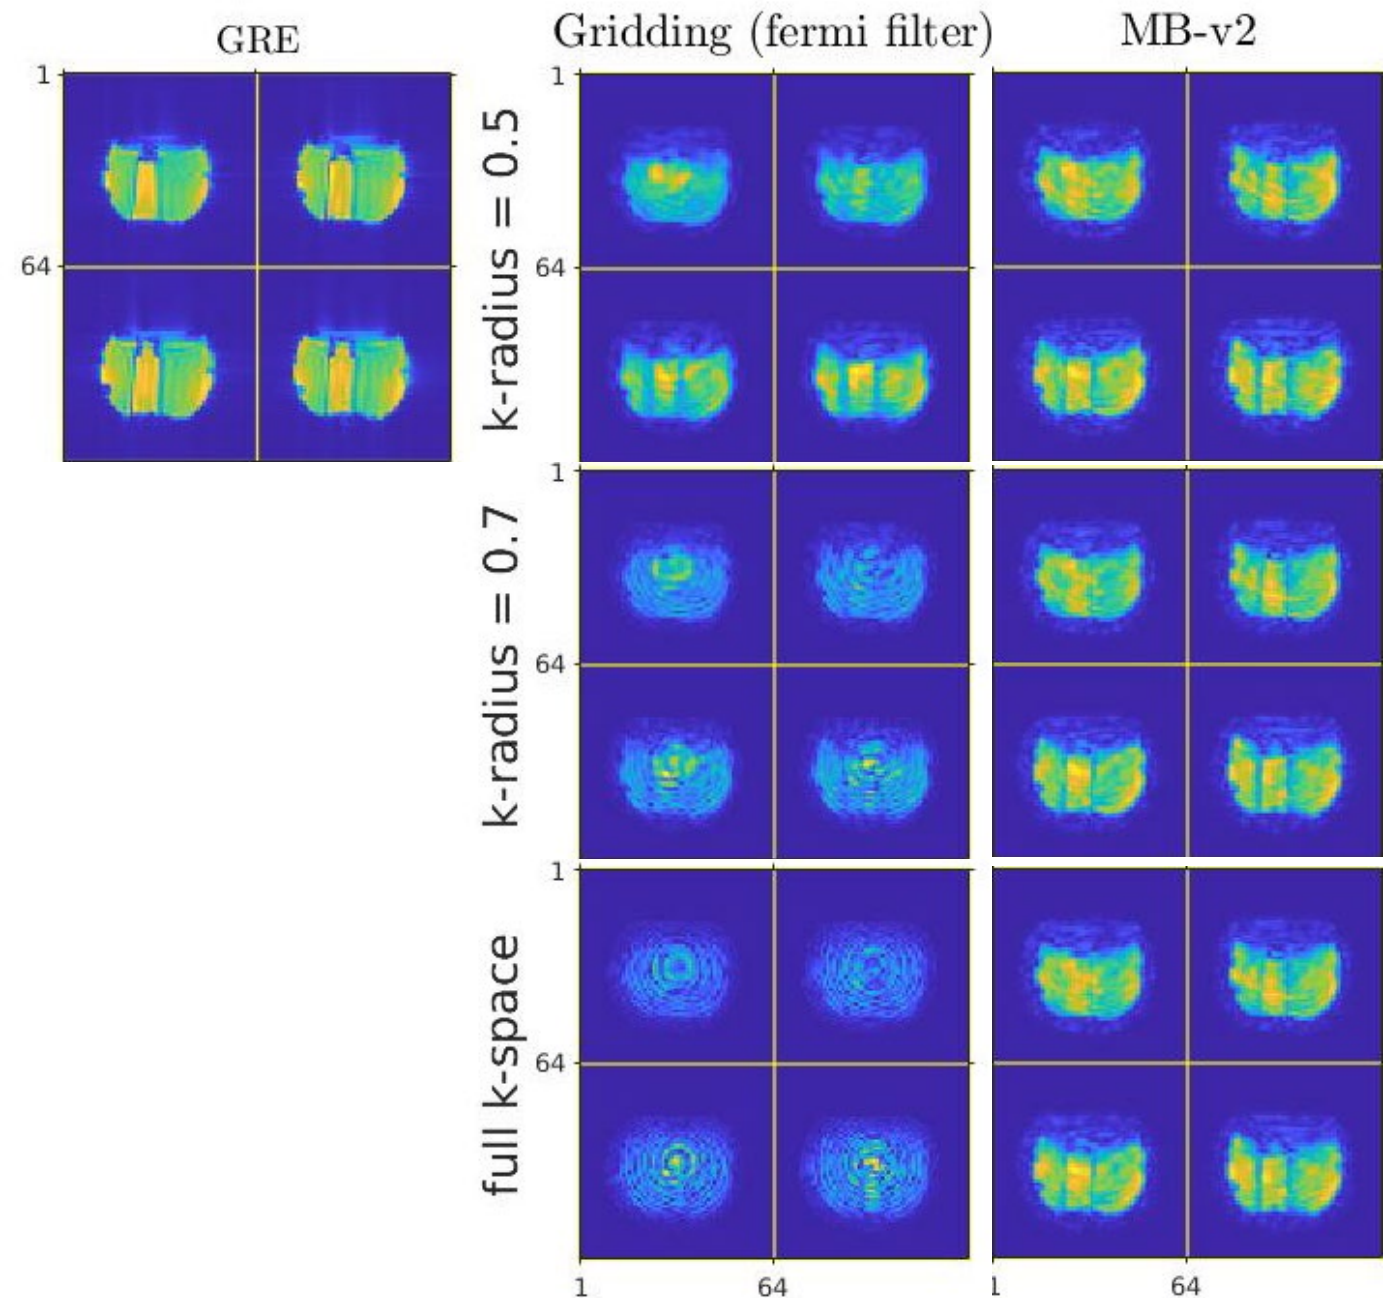 GRE
Gridding (fermi filter)
MB-v2
1
64
k-radius = 0.5
1
64
k-radius = 0.7
1
64
full k-space
1
64
1
64
1
64